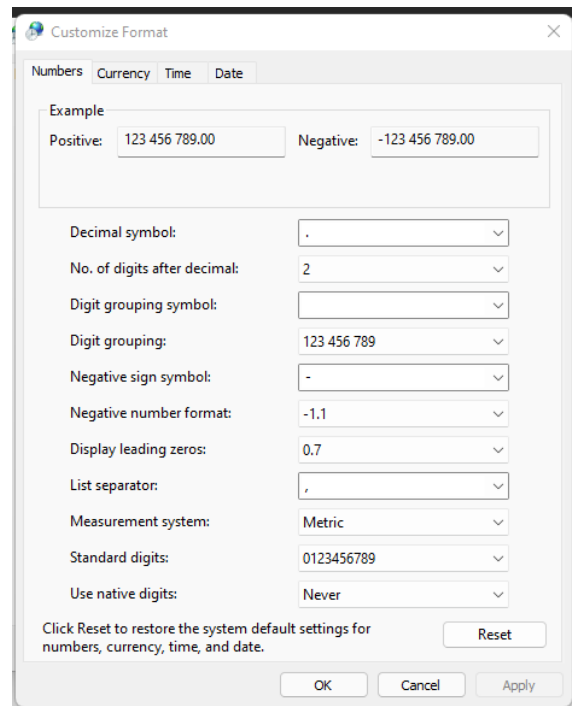 Customize Format
Numbers Currency Time Date
Example
Positive: 123 456 789.00 Negative: -123 456 789.00
Decimal symbol: .
No. of digits after decimal: 2
Digit grouping symbol:
Digit grouping: 123 456 789
Negative sign symbol: -
Negative number format: -1.1
Display leading zeros: 0.7
List separator: ,
Measurement system: Metric
Standard digits: 0123456789
Use native digits: Never
Click Reset to restore the system default settings for
numbers, currency, time, and date.
Reset
OK Cancel Apply